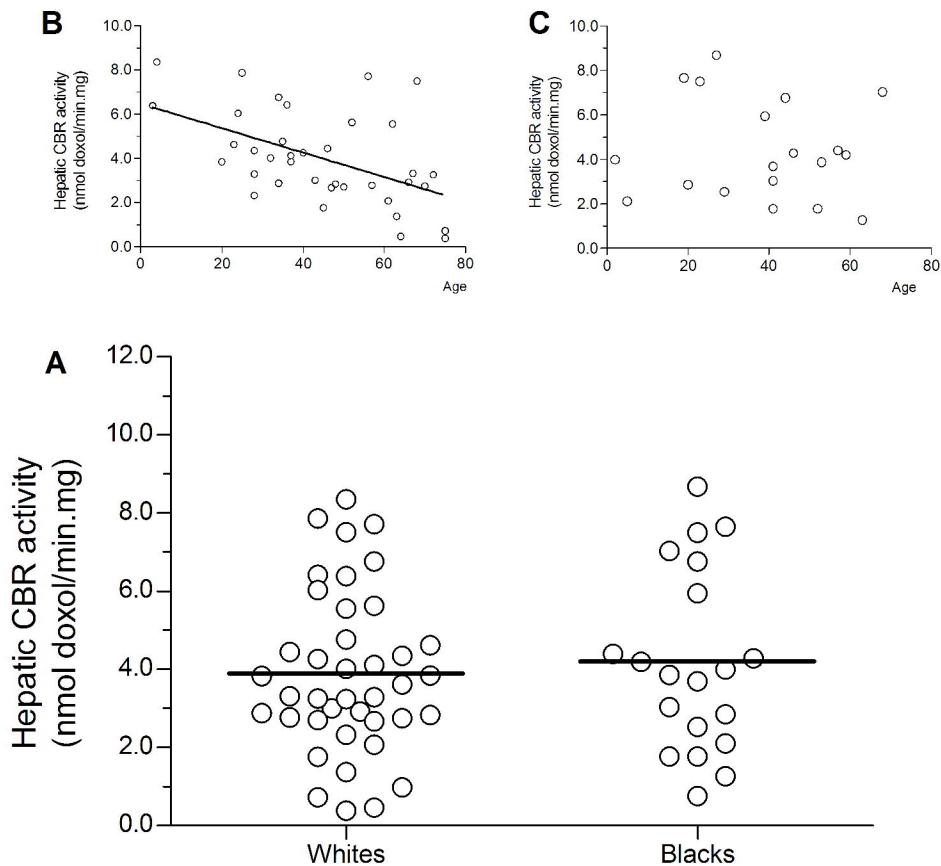 B
10.0
8.0
6.0
4.0
2.0
0.0
0
20
40
60
80
Age
Hepatic CBR activity
(nmol doxol/min.mg)
C
10.0
8.0
6.0
4.0
2.0
0.0
0
20
40
60
80
Age
Hepatic CBR activity
(nmol doxol/min.mg)
A
12.0
10.0
8.0
6.0
4.0
2.0
0.0
Hepatic CBR activity
(nmol doxol/min.mg)
Whites
Blacks